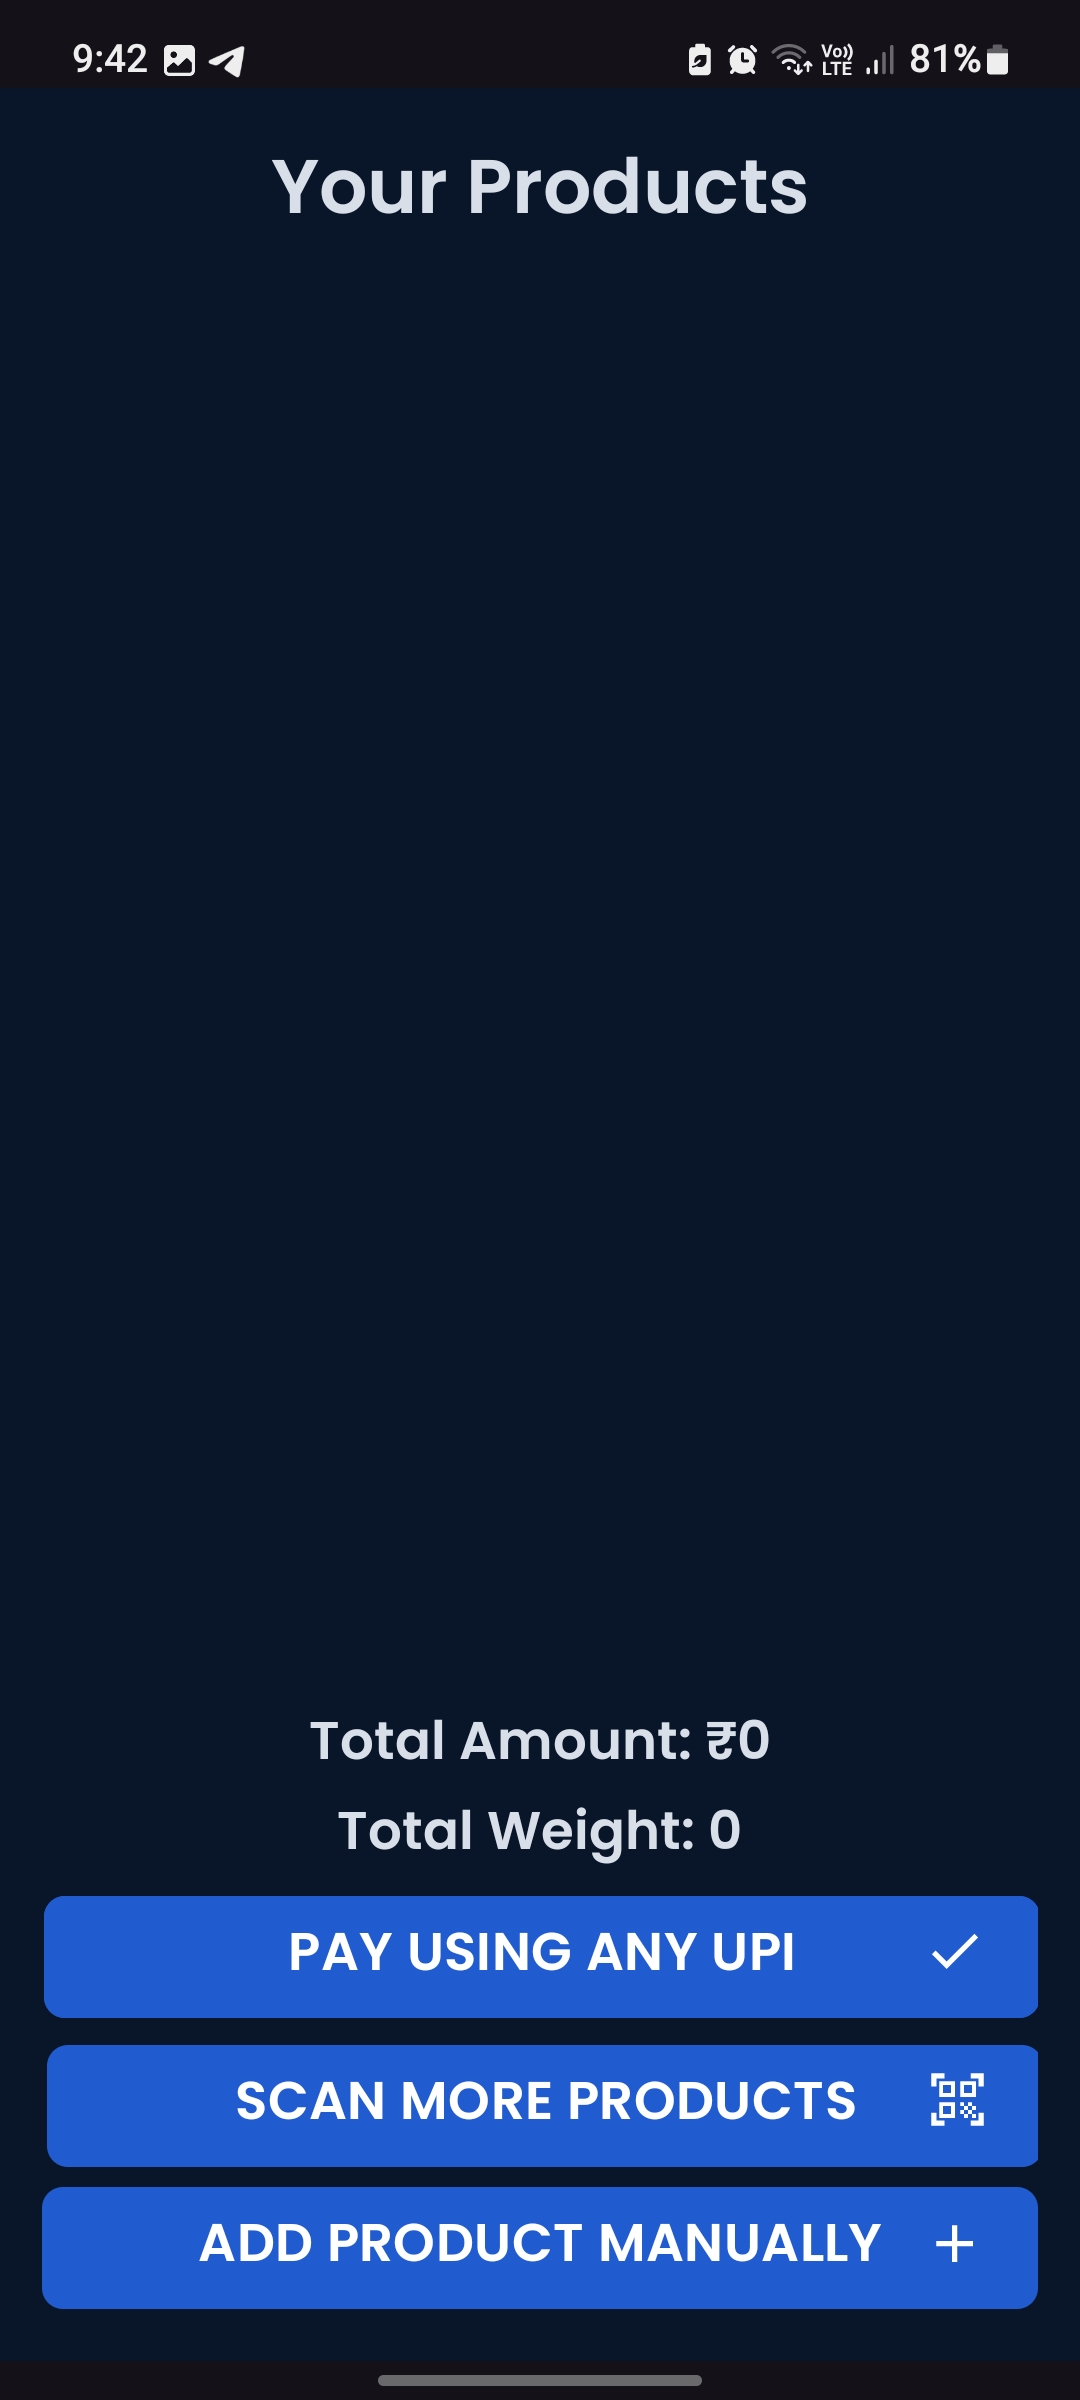 9:42 Vo)) LTE 81%
Your Products
Total Amount: ₹0
Total Weight: 0
PAY USING ANY UPI
SCAN MORE PRODUCTS
ADD PRODUCT MANUALLY